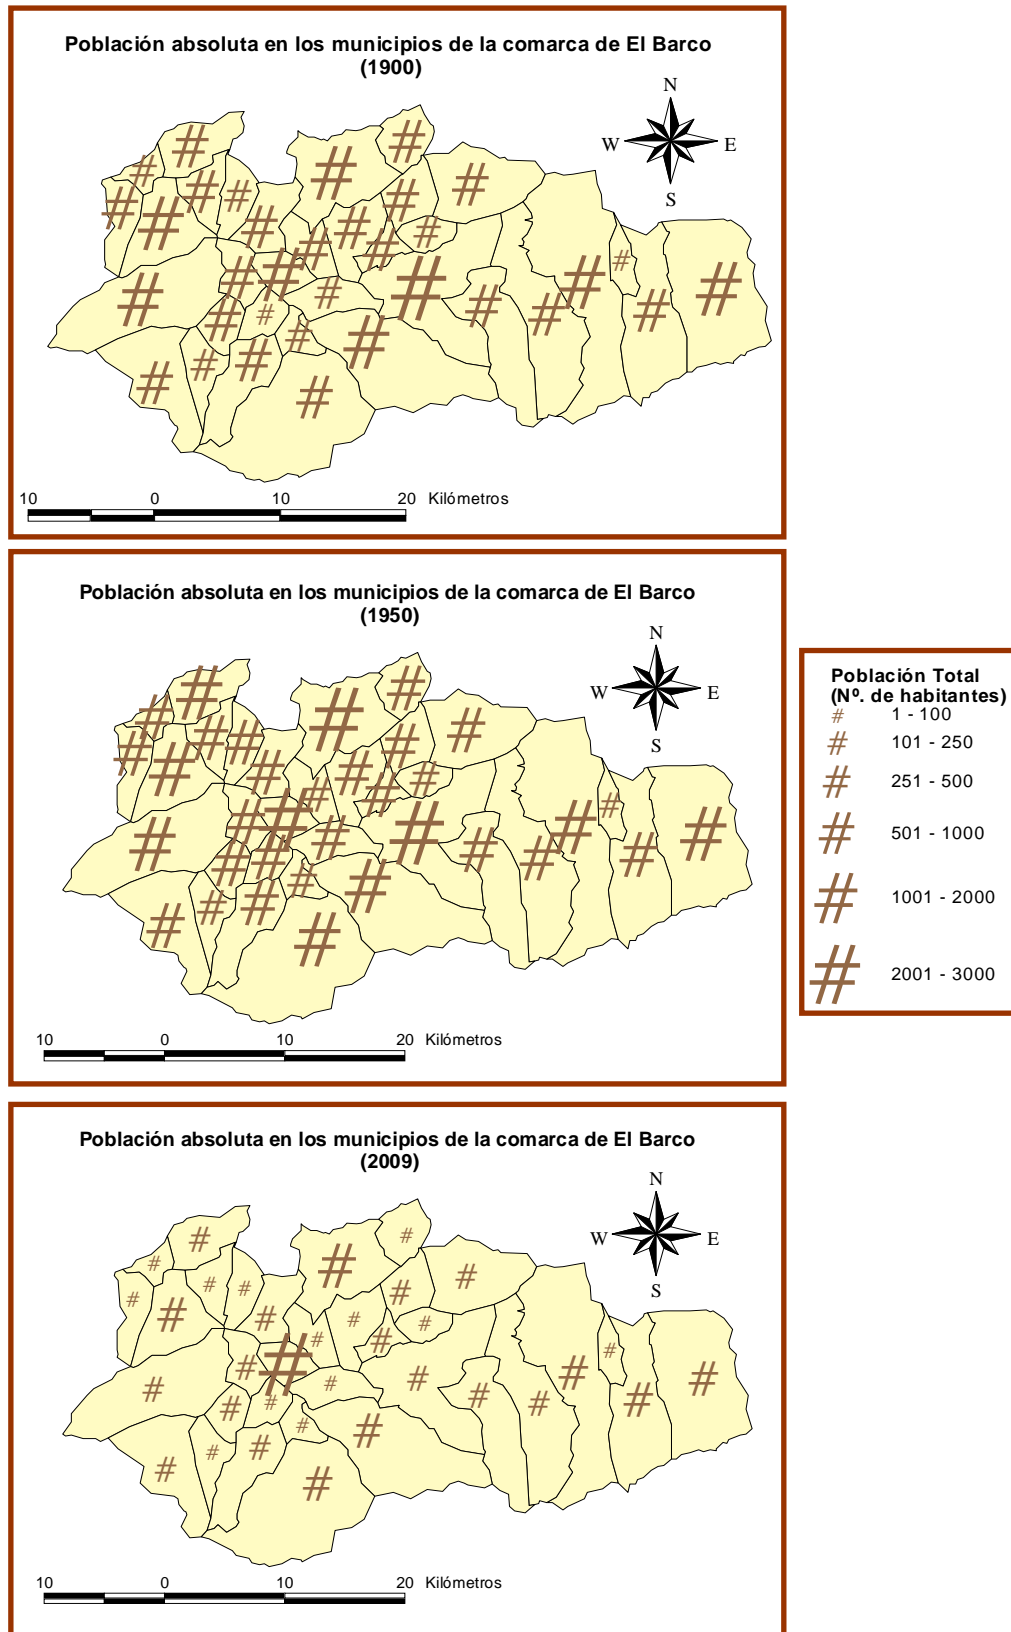 Población absoluta en los municipios de la comarca de El Barco
(1900)
N
W
E
S
10
0
10
20
Kilómetros
Población absoluta en los municipios de la comarca de El Barco
(1950)
N
W
E
S
10
0
10
20
Kilómetros
Población Total
(Nº. de habitantes)
# 1 - 100
# 101 - 250
# 251 - 500
# 501 - 1000
# 1001 - 2000
# 2001 - 3000
Población absoluta en los municipios de la comarca de El Barco
(2009)
N
W
E
S
10
0
10
20
Kilómetros